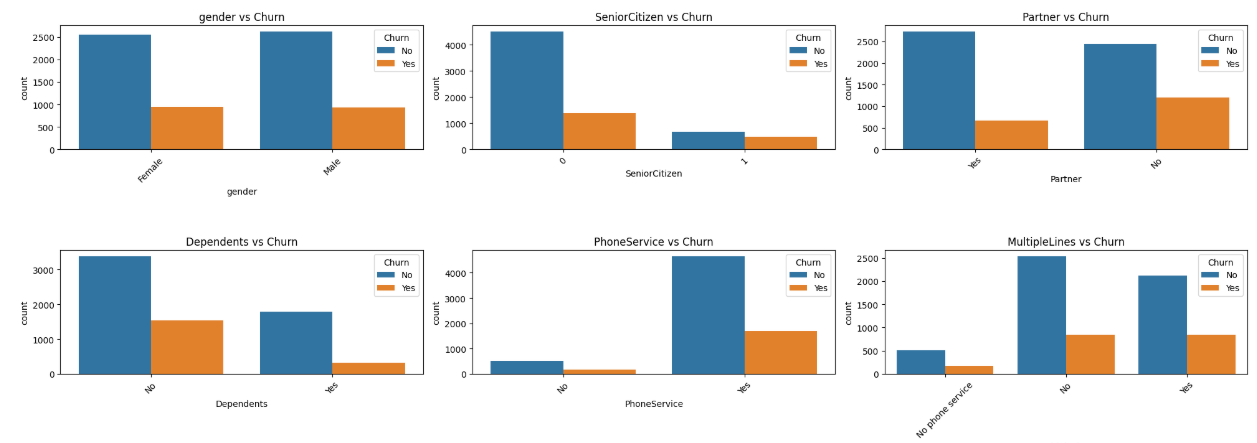 gender vs Churn
2500
2000
1500
1000
500
0
count
Churn
No
Yes
Female
Male
gender
SeniorCitizen vs Churn
4000
3000
2000
1000
0
count
Churn
No
Yes
0
1
SeniorCitizen
Partner vs Churn
2500
2000
1500
1000
500
0
count
Churn
No
Yes
Yes
No
Partner
Dependents vs Churn
3000
2000
1000
0
count
Churn
No
Yes
No
Yes
Dependents
PhoneService vs Churn
4000
3000
2000
1000
0
count
Churn
No
Yes
No
Yes
PhoneService
MultipleLines vs Churn
2500
2000
1500
1000
500
0
count
Churn
No
Yes
No phone service
No
Yes